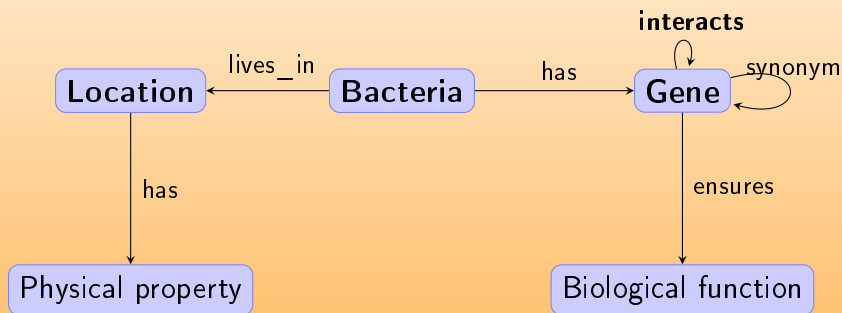 interacts
lives_in
has
synonym
Location
Bacteria
Gene
has
ensures
Physical property
Biological function